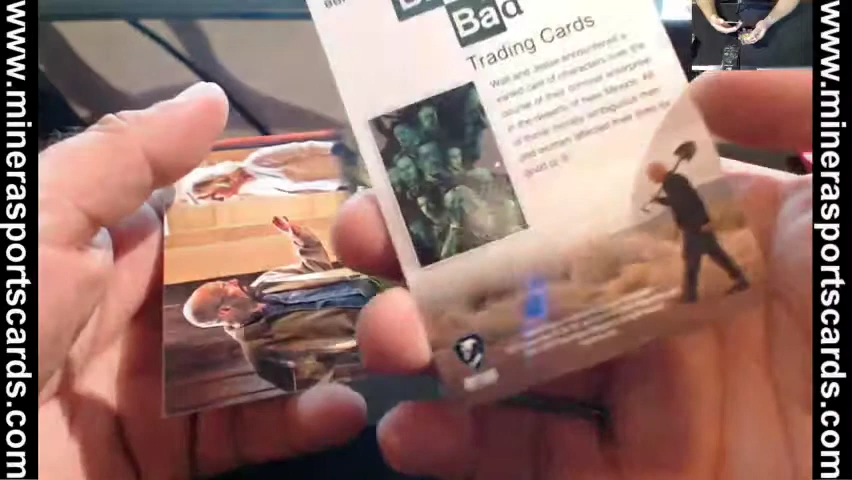 www.minerasportscards.com
Bad
Trading Cards
Walt and Jesse encountered a
varied cast of characters over the
course of their criminal enterprise
in the deserts of New Mexico. All
of these morally ambiguous men
and women affected their lives for
good or ill.
www.minerasportscards.com